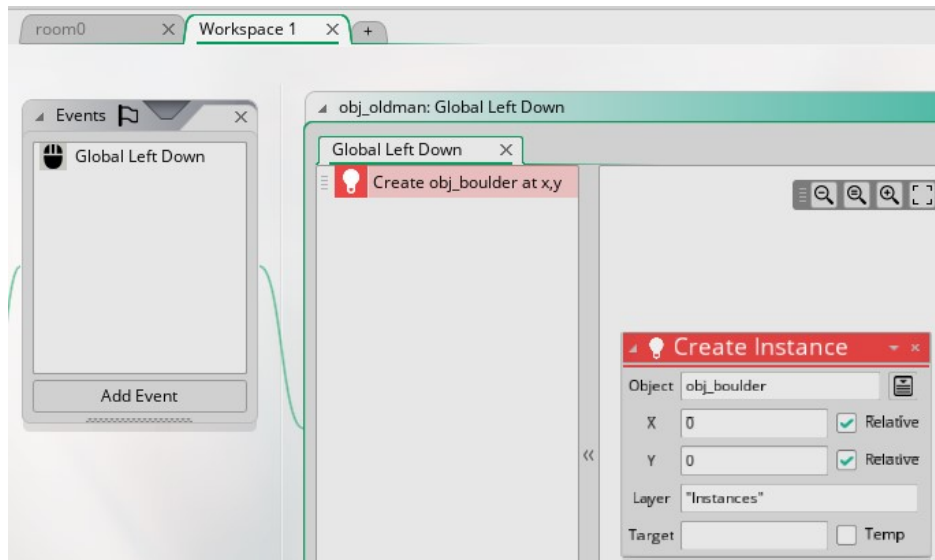 room0
Workspace 1
+
Events
Global Left Down
Add Event
obj_oldman: Global Left Down
Global Left Down
Create obj_boulder at x,y
Create Instance
Object obj_boulder
X 0 Relative
Y 0 Relative
Layer "Instances"
Target Temp